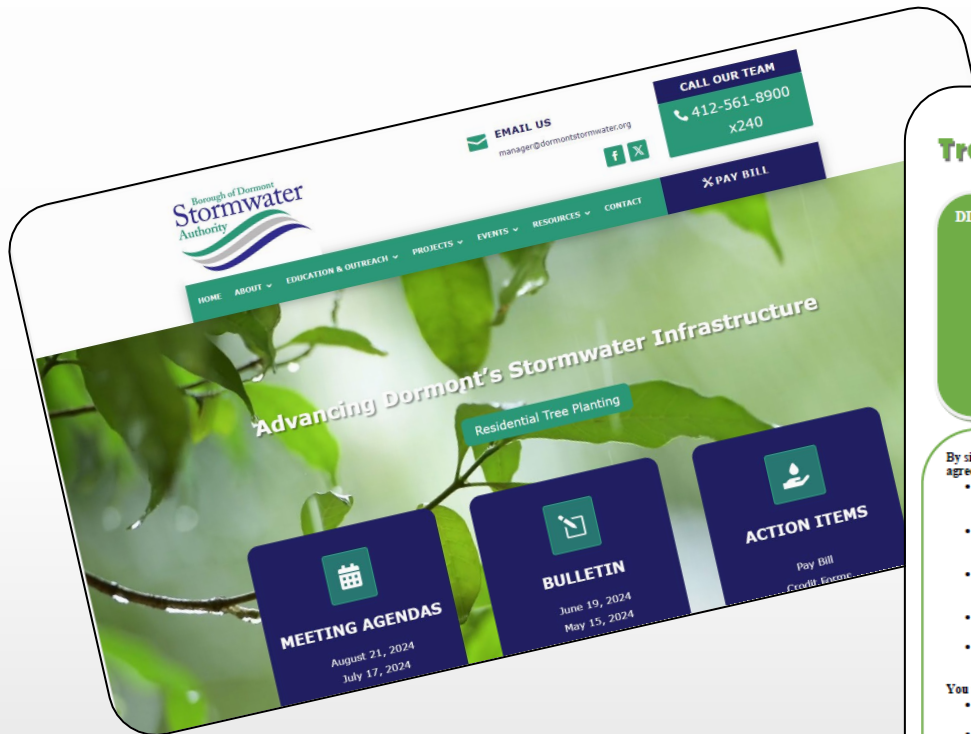 CALL OUR TEAM
412-561-8900
x240
EMAIL US
manager@dormontstormwater.org
Borough of Dormont
Stormwater
Authority
PAY BILL
HOME ABOUT EDUCATION & OUTREACH PROJECTS EVENTS RESOURCES CONTACT
Advancing Dormont's Stormwater Infrastructure
Residential Tree Planting
MEETING AGENDAS
August 21, 2024
July 17, 2024
BULLETIN
June 19, 2024
May 15, 2024
ACTION ITEMS
Pay Bill
Credit Forms
By
You